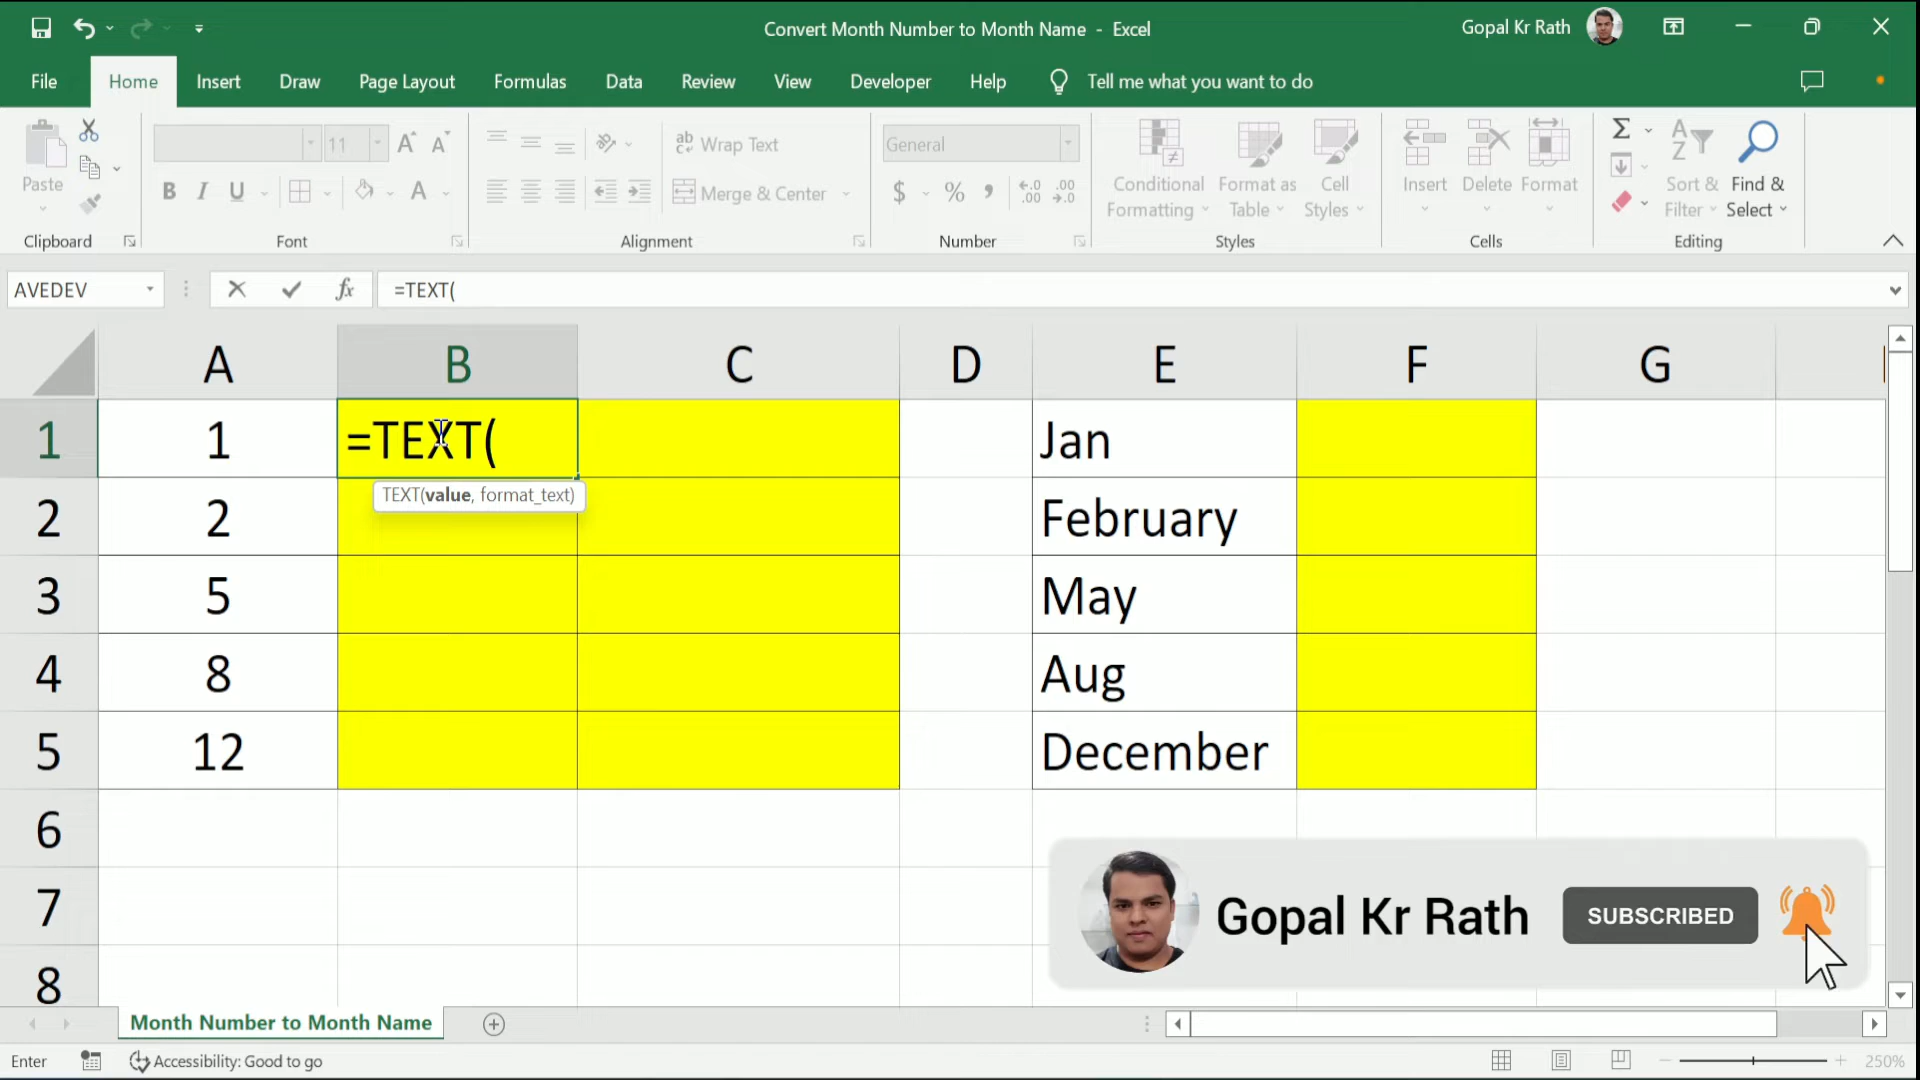 Convert Month Number to Month Name - Excel
Gopal Kr Rath
File Home Insert Draw Page Layout Formulas Data Review View Developer Help Tell me what you want to do
Paste
Clipboard
11
B I U A
Font
ab Wrap Text
Merge & Center
Alignment
General
$ % ,
Number
Conditional Formatting
Format as Table
Cell Styles
Styles
Insert Delete Format
Cells
Sort & Filter
Find & Select
Editing
AVEDEV fx =TEXT(
A B C D E F G
1 1 =TEXT( Jan
TEXT(value, format_text)
2 2 February
3 5 May
4 8 Aug
5 12 December
6
7
8
Gopal Kr Rath SUBSCRIBED
Month Number to Month Name
Enter Accessibility: Good to go 250%